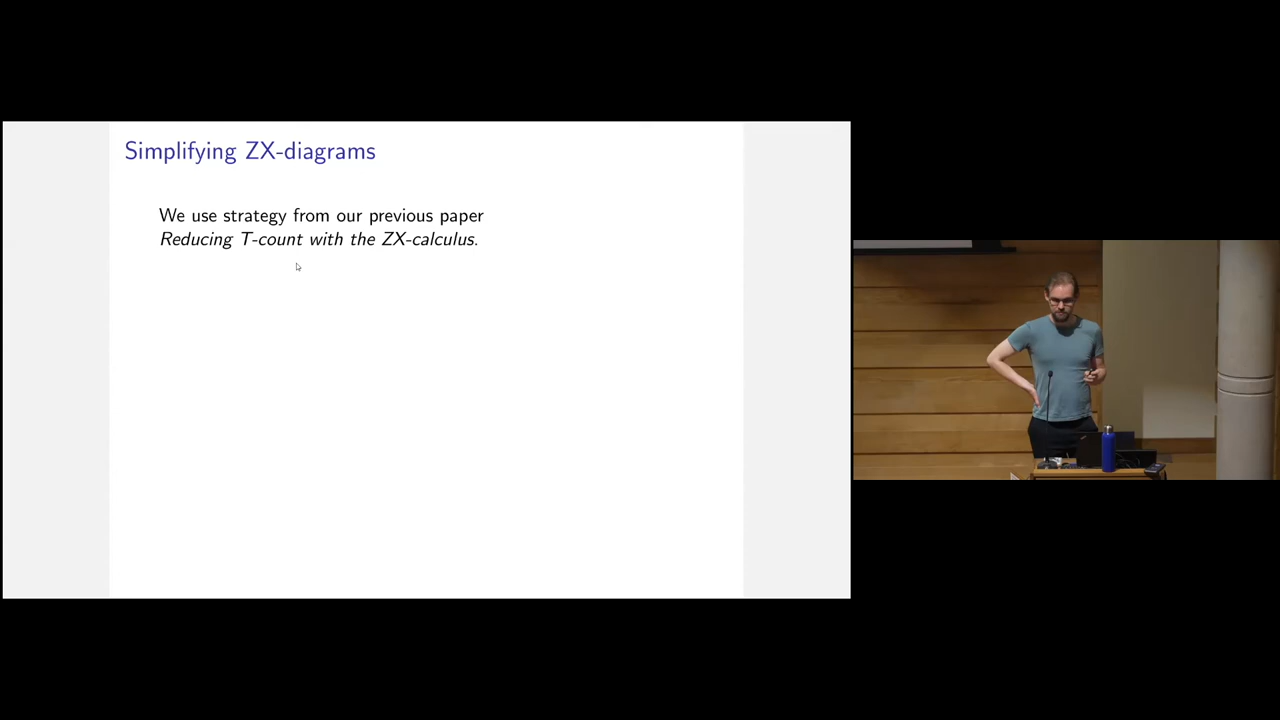 Simplifying ZX-diagrams
We use strategy from our previous paper
Reducing T-count with the ZX-calculus.